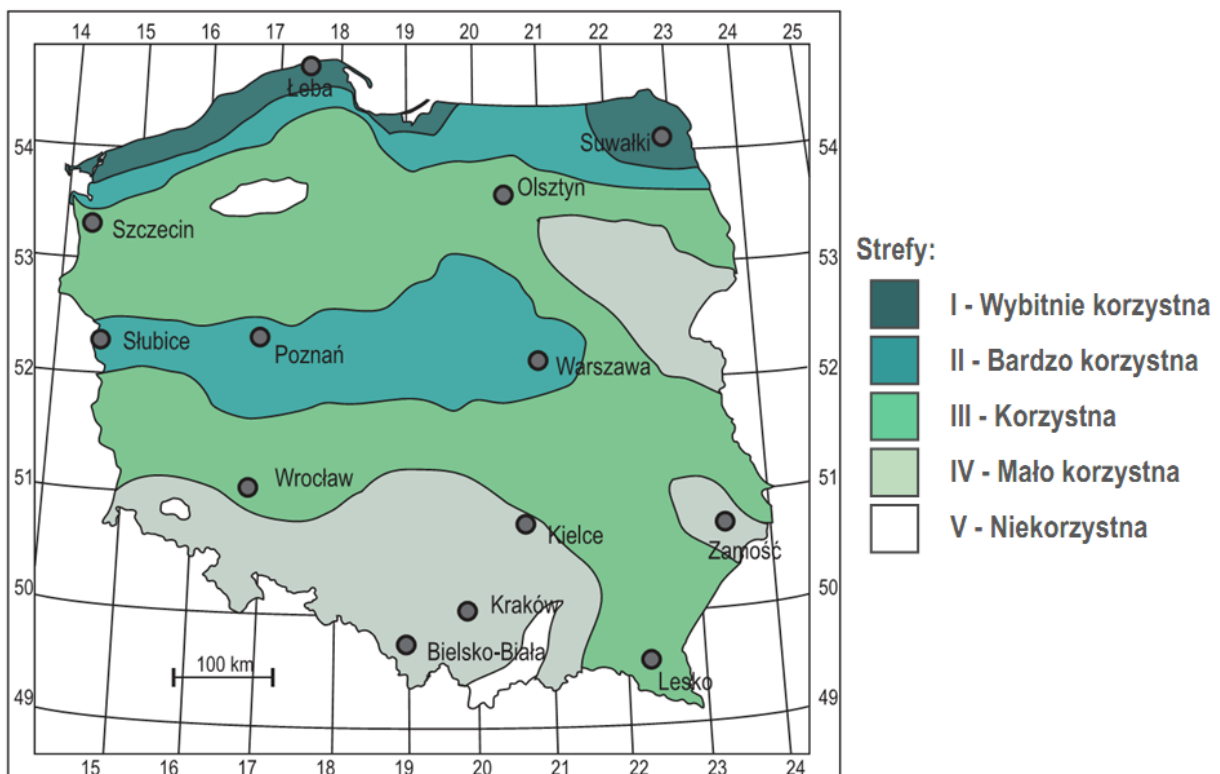 14 15 16 17 18 19 20 21 22 23 24 25
Łeba
54 Suwałki 54
Olsztyn
Szczecin
53 53
Słubice
Poznań
52 Warszawa 52
51 Wrocław 51
Kielce
Zamość
50 Kraków 50
Bielsko-Biała
100 km
Lesko
49 49
15 16 17 18 19 20 21 22 23 24
Strefy:
I - Wybitnie korzystna
II - Bardzo korzystna
III - Korzystna
IV - Mało korzystna
V - Niekorzystna